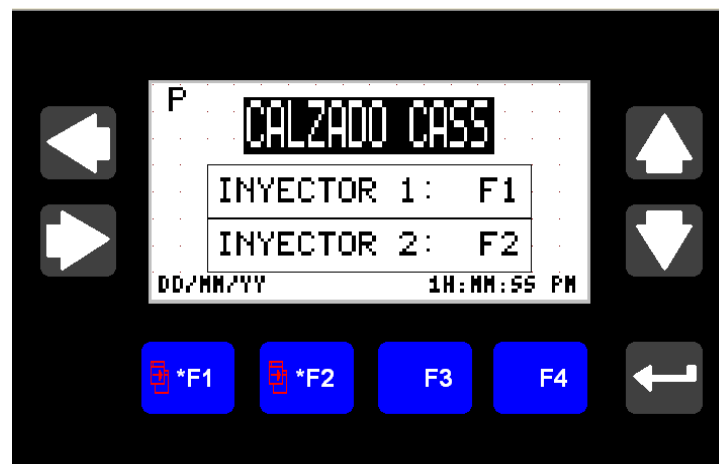 P
CALZADO CASS
INYECTOR 1: F1
INYECTOR 2: F2
DD/MM/YY 1H:MM:SS PM
*F1 *F2 F3 F4